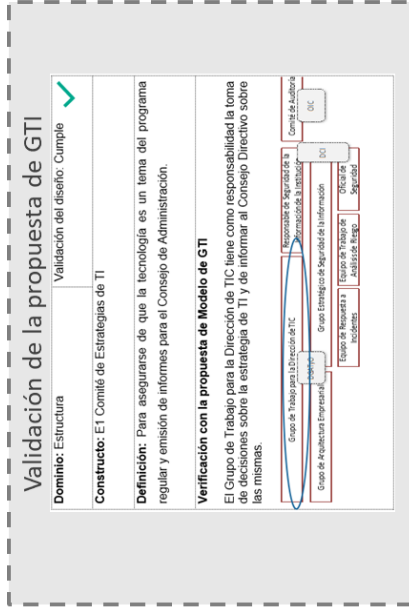 Validación de la propuesta de GTI
Dominio: Estructura
Validación del diseño: Cumple
Constructo: E1 Comité de Estrategias de TI
Definición: Para asegurarse de que la tecnología es un tema del programa
regular y emisión de informes para el Consejo de Administración.
Verificación con la propuesta de Modelo de GTI
El Grupo de Trabajo para la Dirección de TIC tiene como responsabilidad la toma
de decisiones sobre la estrategia de TI y de informar al Consejo Directivo sobre
las mismas.
Grupo de Trabajo para la Dirección de TIC
Responsable de Seguridad de la
Información de la Institución
Comité de Auditoría
OIC
DCI
Grupo de Arquitectura Empresarial
Grupo Estratégico de Seguridad de la Información
Equipo de Respuesta a
Incidentes
Equipo de Trabajo de
Análisis de Riesgo
Oficial de
Seguridad